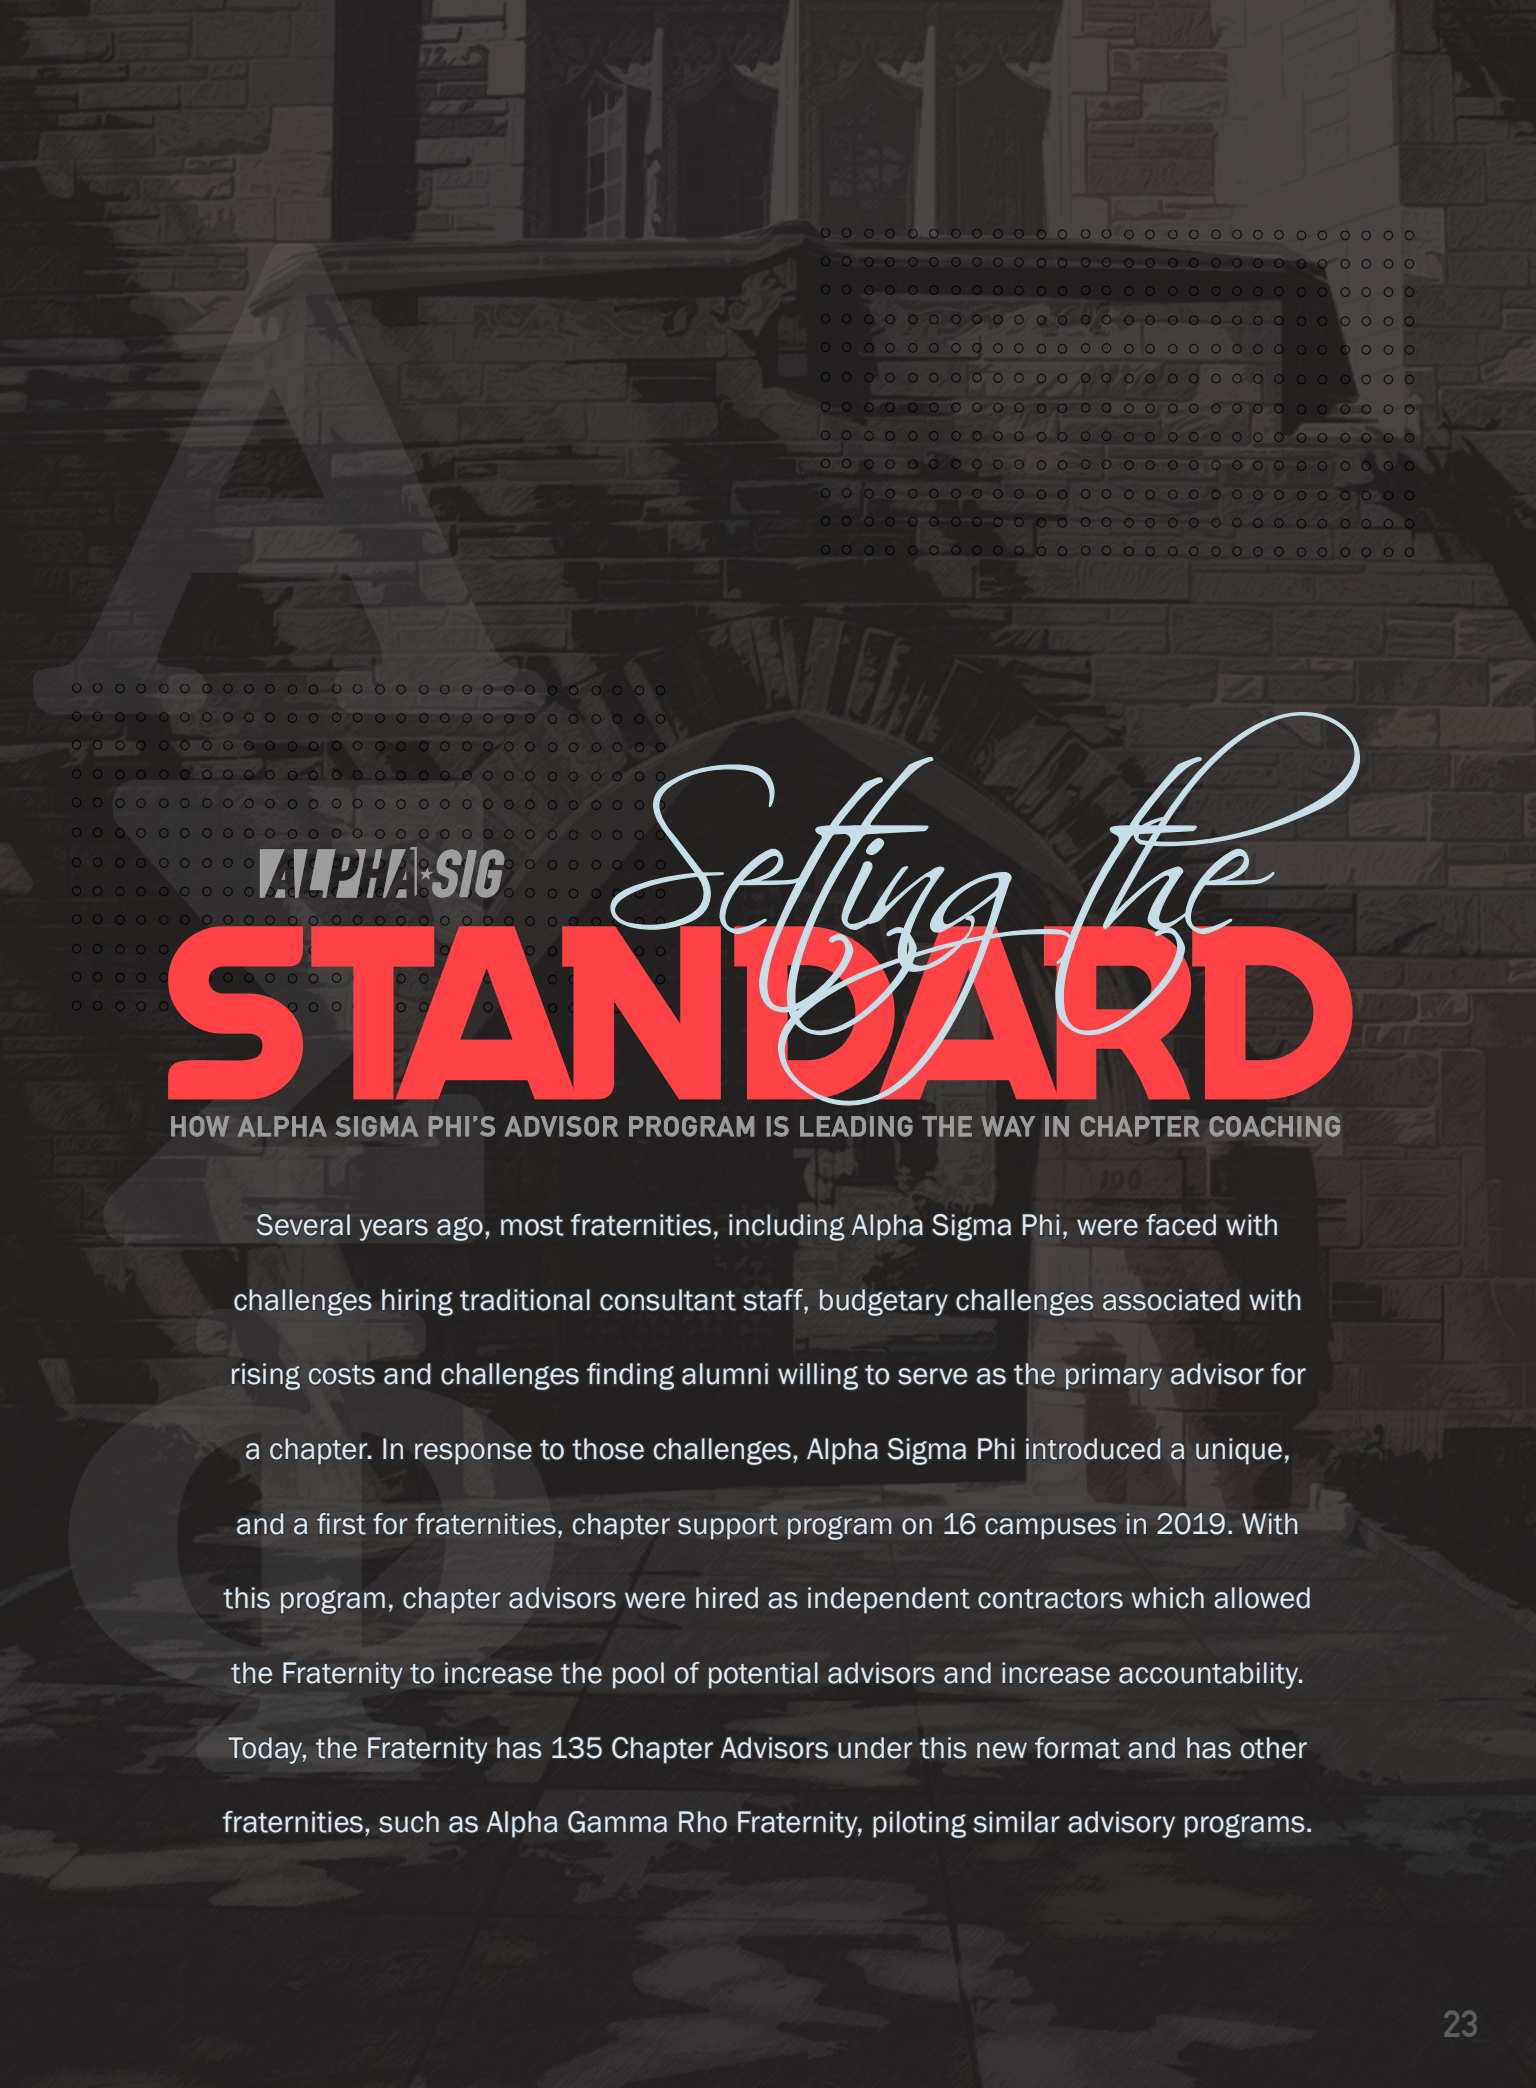 Α
Σ
Φ
Setting the
ALPHA SIG
STANDARD
HOW ALPHA SIGMA PHI’S ADVISOR PROGRAM IS LEADING THE WAY IN CHAPTER COACHING
100
Several years ago, most fraternities, including Alpha Sigma Phi, were faced with
challenges hiring traditional consultant staff, budgetary challenges associated with
rising costs and challenges finding alumni willing to serve as the primary advisor for
a chapter. In response to those challenges, Alpha Sigma Phi introduced a unique,
and a first for fraternities, chapter support program on 16 campuses in 2019. With
this program, chapter advisors were hired as independent contractors which allowed
the Fraternity to increase the pool of potential advisors and increase accountability.
Today, the Fraternity has 135 Chapter Advisors under this new format and has other
fraternities, such as Alpha Gamma Rho Fraternity, piloting similar advisory programs.
23